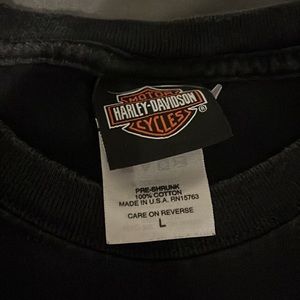 MOTOR
HARLEY-DAVIDSON
CYCLES
®
PRE-SHRUNK
100% COTTON
MADE IN U.S.A. RN15763
CARE ON REVERSE
L